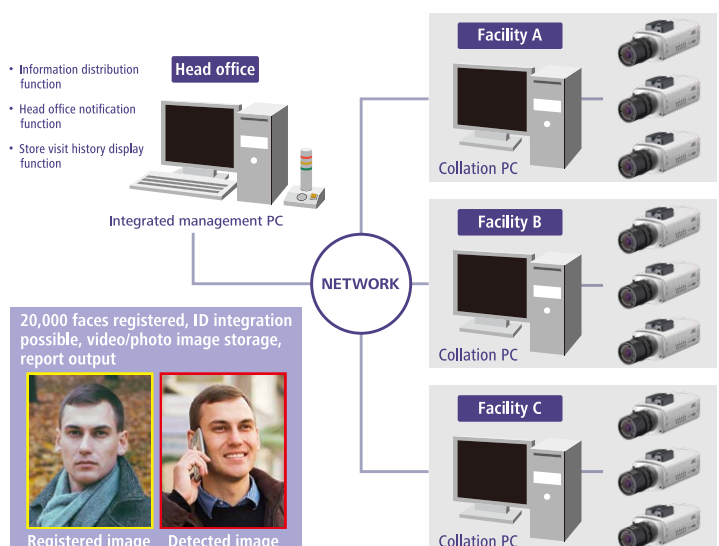 Head office
• Information distribution
function
• Head office notification
function
• Store visit history display
function
Integrated management PC
NETWORK
Facility A
Collation PC
Facility B
Collation PC
Facility C
Collation PC
20,000 faces registered, ID integration
possible, video/photo image storage,
report output
Registered image
Detected image